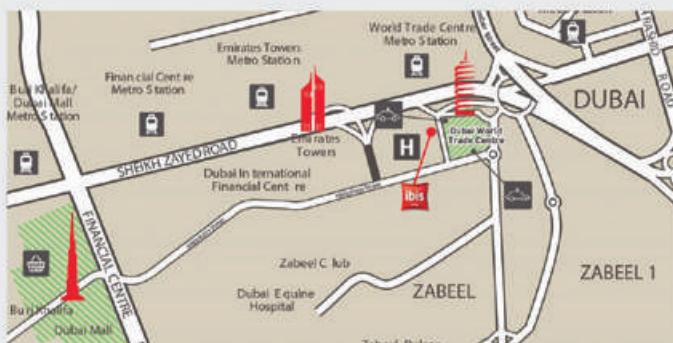 World Trade Centre
Metro Station
Emirates Towers
Metro Station
Financial Centre
Metro Station
Burj Khalifa/
Dubai Mall
Metro Station
RASHID ROAD
DUBAI
Dubai World
Trade Centre
Emirates
Towers
H
SHEIKH ZAYED ROAD
Dubai International
Financial Centre
ibis
FINANCIAL CENTRE
Zabeel Club
ZABEEL 1
Dubai Equine
Hospital
ZABEEL
Burj Khalifa
Dubai Mall